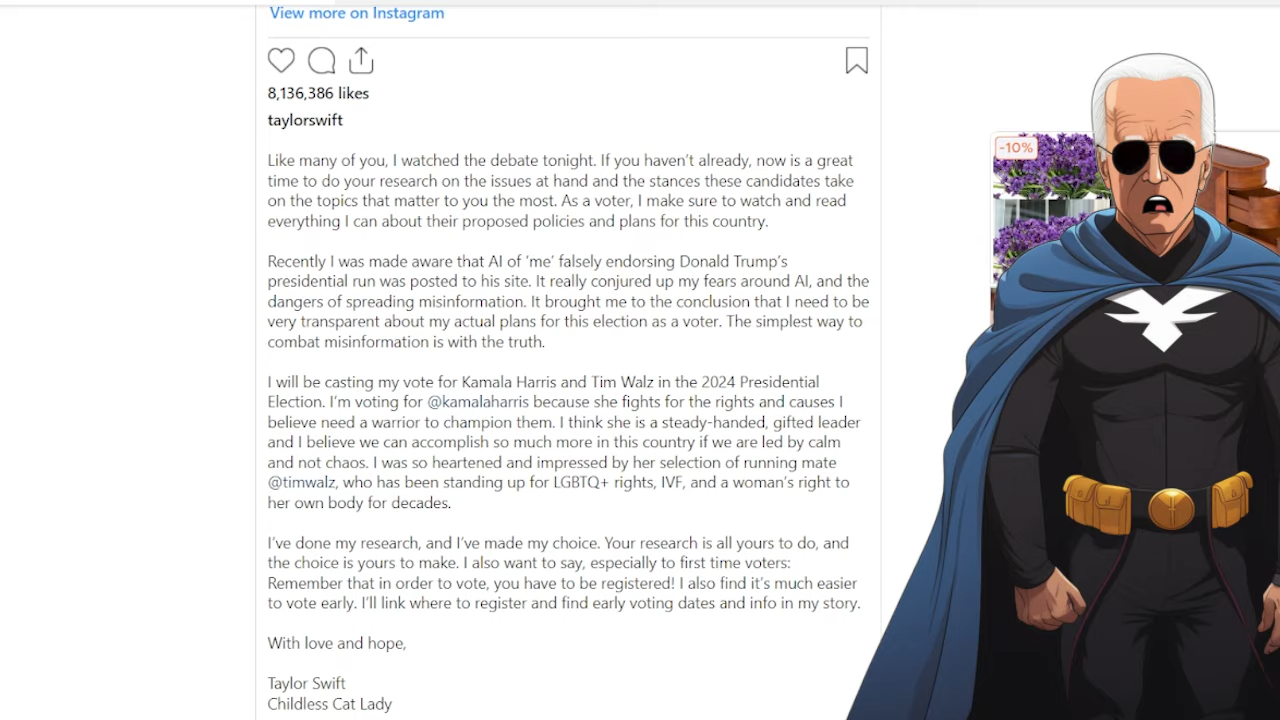 View more on Instagram
8,136,386 likes
taylorswift
Like many of you, I watched the debate tonight. If you haven’t already, now is a great
time to do your research on the issues at hand and the stances these candidates take
on the topics that matter to you the most. As a voter, I make sure to watch and read
everything I can about their proposed policies and plans for this country.
Recently I was made aware that AI of ‘me’ falsely endorsing Donald Trump’s
presidential run was posted to his site. It really conjured up my fears around AI, and the
dangers of spreading misinformation. It brought me to the conclusion that I need to be
very transparent about my actual plans for this election as a voter. The simplest way to
combat misinformation is with the truth.
I will be casting my vote for Kamala Harris and Tim Walz in the 2024 Presidential
Election. I’m voting for @kamalaharris because she fights for the rights and causes I
believe need a warrior to champion them. I think she is a steady-handed, gifted leader
and I believe we can accomplish so much more in this country if we are led by calm
and not chaos. I was so heartened and impressed by her selection of running mate
@timwalz, who has been standing up for LGBTQ+ rights, IVF, and a woman’s right to
her own body for decades.
I’ve done my research, and I’ve made my choice. Your research is all yours to do, and
the choice is yours to make. I also want to say, especially to first time voters:
Remember that in order to vote, you have to be registered! I also find it’s much easier
to vote early. I’ll link where to register and find early voting dates and info in my story.
With love and hope,
Taylor Swift
Childless Cat Lady
-10%